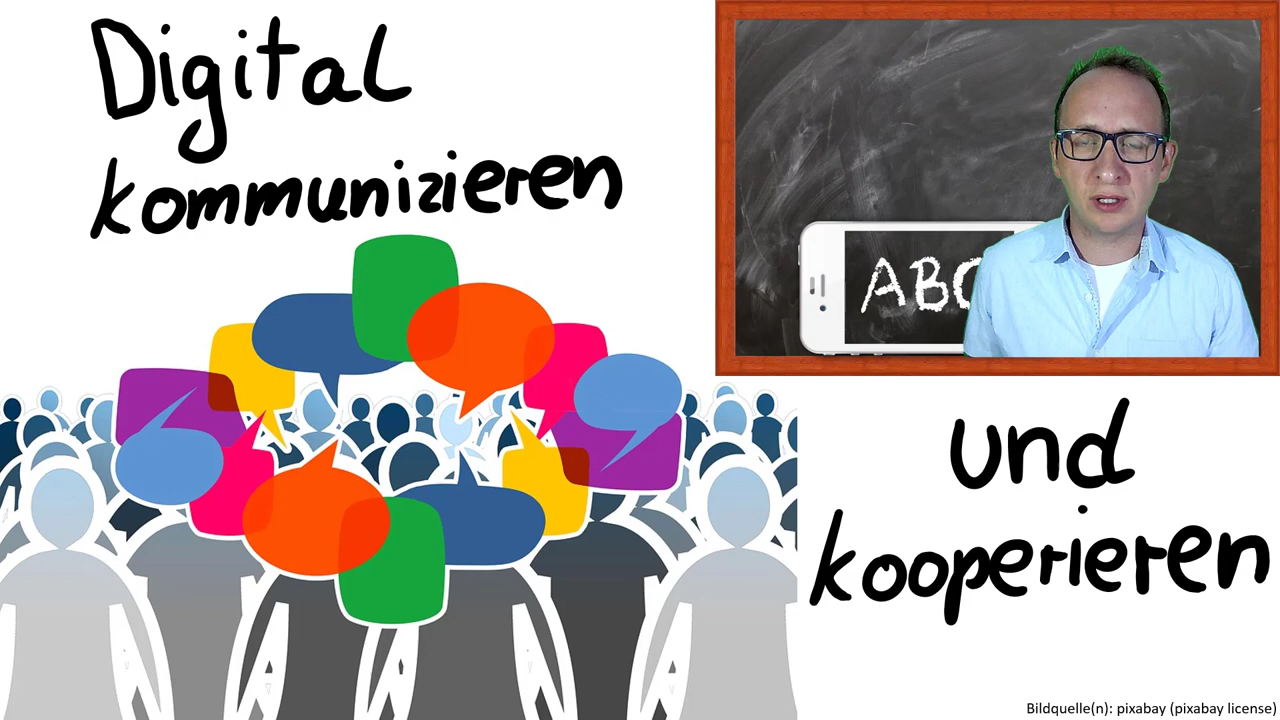 Digital
kommunizieren
ABC
und
kooperieren
Bildquelle(n): pixabay (pixabay license)